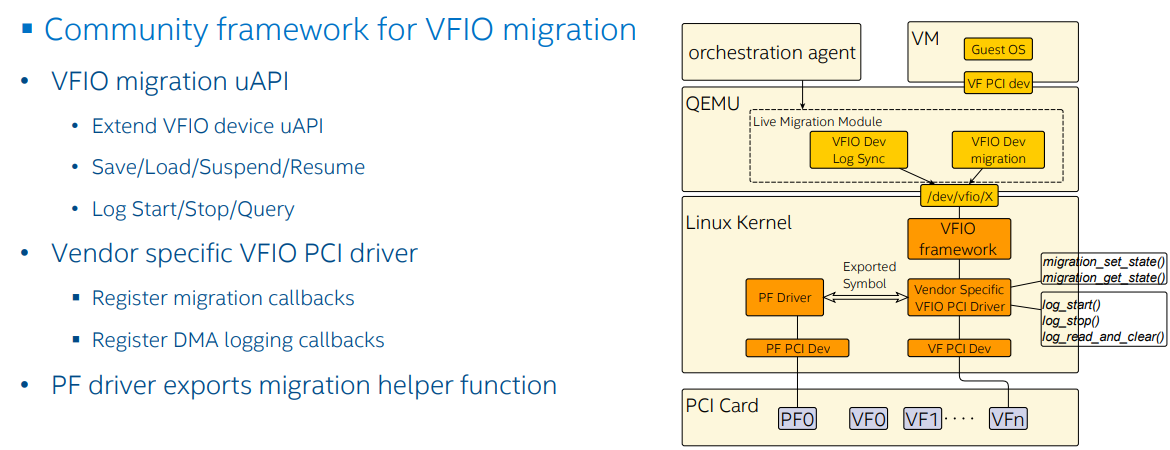 Community framework for VFIO migration
VFIO migration uAPI
Extend VFIO device uAPI
Save/Load/Suspend/Resume
Log Start/Stop/Query
Vendor specific VFIO PCI driver
Register migration callbacks
Register DMA logging callbacks
PF driver exports migration helper function
orchestration agent
VM
Guest OS
VF PCI dev
QEMU
Live Migration Module
VFIO Dev
Log Sync
VFIO Dev
migration
/dev/vfio/X
Linux Kernel
VFIO
framework
Exported
Symbol
PF Driver
Vendor Specific
VFIO PCI Driver
migration_set_state()
migration_get_state()
log_start()
log_stop()
log_read_and_clear()
PF PCI Dev
VF PCI Dev
PCI Card
PF0
VF0
VF1
....
VFn